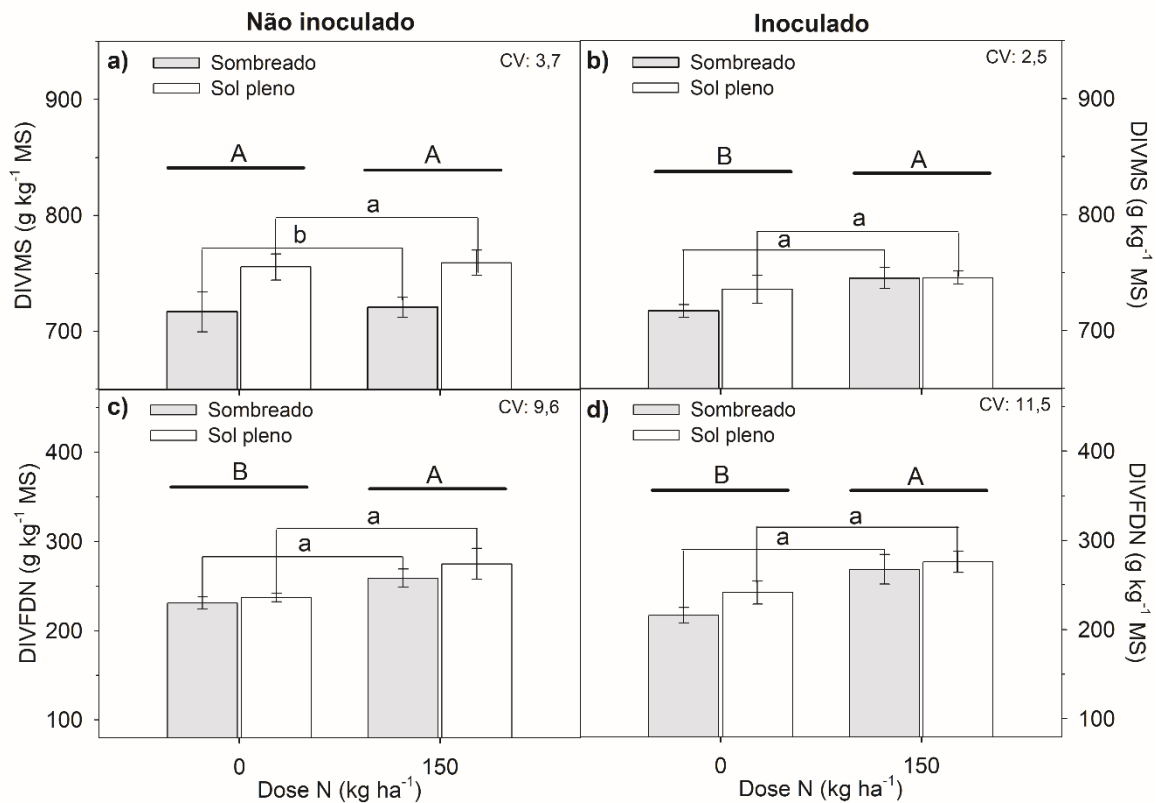 Não inoculado
Inoculado
a)
Sombreado
Sol pleno
CV: 3,7
b)
Sombreado
Sol pleno
CV: 2,5
900
800
700
DIVMS (g kg⁻¹ MS)
A
A
a
b
B
A
a
a
900
800
700
DIVMS (g kg⁻¹ MS)
c)
Sombreado
Sol pleno
CV: 9,6
d)
Sombreado
Sol pleno
CV: 11,5
400
300
200
100
DIVFDN (g kg⁻¹ MS)
B
A
a
a
B
A
a
a
400
300
200
100
DIVFDN (g kg⁻¹ MS)
0
150
0
150
Dose N (kg ha⁻¹)
Dose N (kg ha⁻¹)